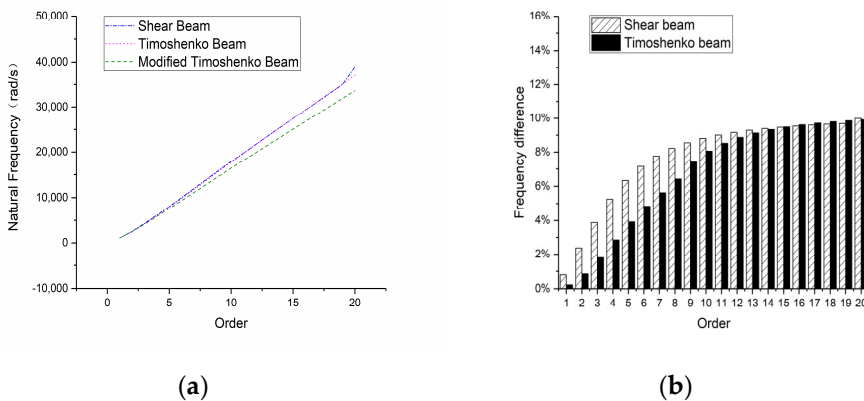 50,000
40,000
30,000
20,000
10,000
0
-10,000
Natural Frequency（rad/s）
Shear Beam
Timoshenko Beam
Modified Timoshenko Beam
0 5 10 15 20
Order
16%
14%
12%
10%
8%
6%
4%
2%
0%
Frequency difference
Shear beam
Timoshenko beam
1 2 3 4 5 6 7 8 9 10 11 12 13 14 15 16 17 18 19 20
Order
(a)
(b)